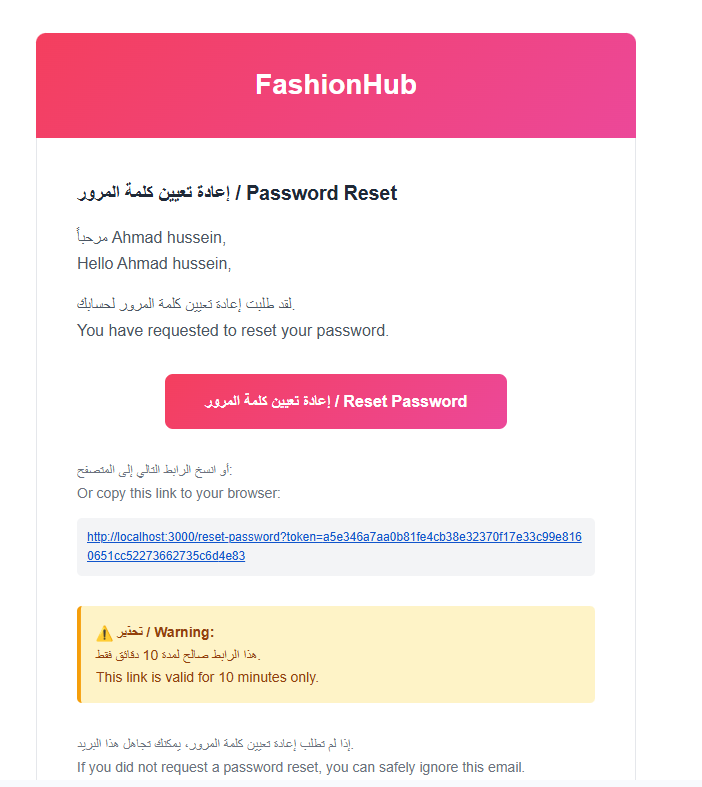 FashionHub
إعادة تعيين كلمة المرور / Password Reset
مرحباً Ahmad hussein,
Hello Ahmad hussein,
لقد طلبت إعادة تعيين كلمة المرور لحسابك.
You have requested to reset your password.
إعادة تعيين كلمة المرور / Reset Password
أو انسخ الرابط التالي إلى المتصفح:
Or copy this link to your browser:
http://localhost:3000/reset-password?token=a5e346a7aa0b81fe4cb38e32370f17e33c99e816
0651cc52273662735c6d4e83
⚠️ تحذير / Warning:
هذا الرابط صالح لمدة 10 دقائق فقط.
This link is valid for 10 minutes only.
إذا لم تطلب إعادة تعيين كلمة المرور، يمكنك تجاهل هذا البريد.
If you did not request a password reset, you can safely ignore this email.